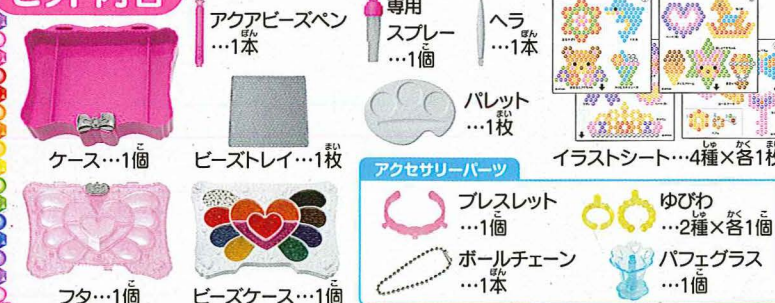 セット内容
アクアビーズペン
…1本
専用
スプレー
…1個
ヘラ
…1本
パレット
…1枚
ケース…1個
ビーズトレイ…1枚
イラストシート…4種×各1枚
アクセサリーパーツ
ブレスレット
…1個
ゆびわ
…2種×各1個
ボールチェーン
…1本
パフェグラス
…1個
フタ…1個
ビーズケース…1個